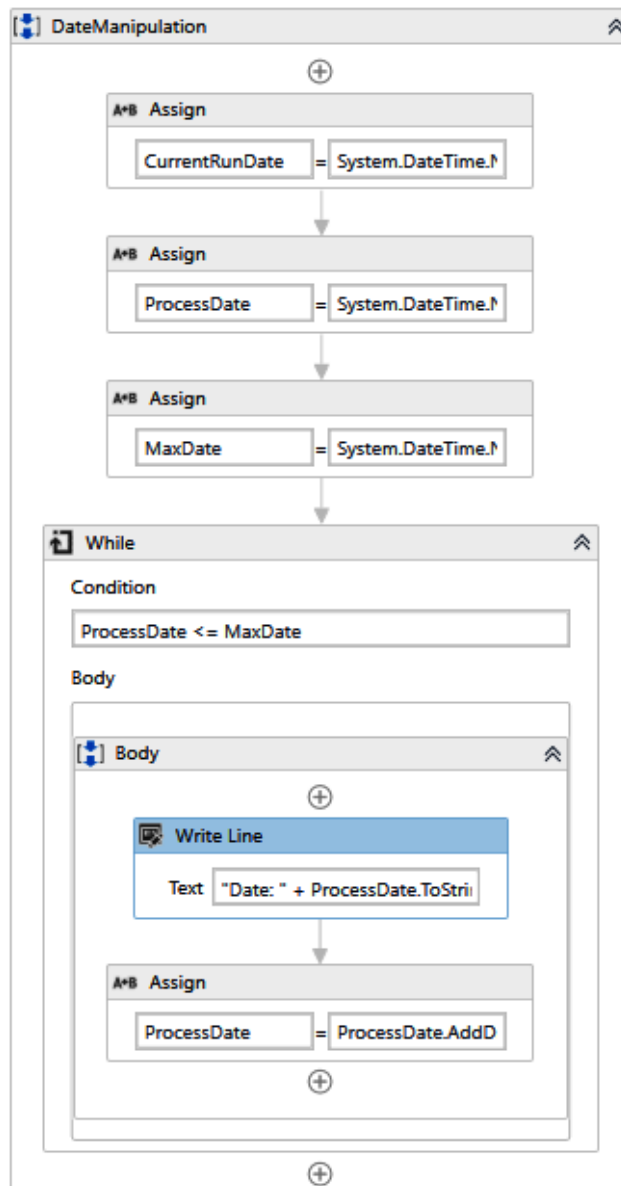 DateManipulation
A+B Assign
CurrentRunDate = System.DateTime.N
A+B Assign
ProcessDate = System.DateTime.N
A+B Assign
MaxDate = System.DateTime.N
While
Condition
ProcessDate <= MaxDate
Body
Body
Write Line
Text "Date: " + ProcessDate.ToStri
A+B Assign
ProcessDate = ProcessDate.AddD